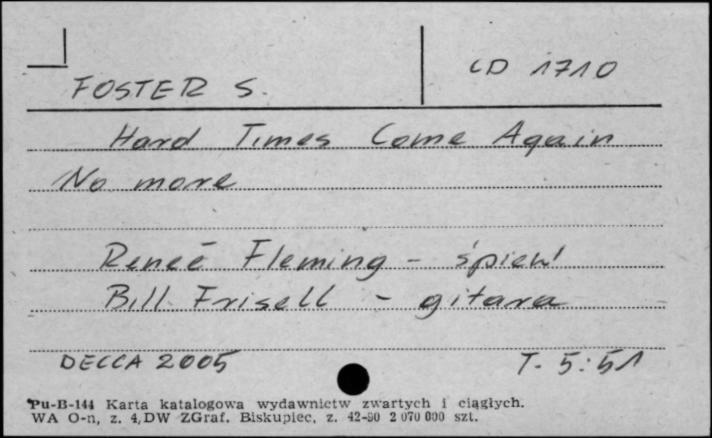 CD 1710
FOSTER S.
Hard Times Come Again
No more
Reneé Fleming - śpiew
Bill Frisell - gitara
DECCA 2005 T. 5:51
Pu-B-144 Karta katalogowa wydawnictw zwartych i ciągłych.
WA O-n, z. 4, DW ZGraf. Biskupiec, z. 42-90 2 070 000 szt.